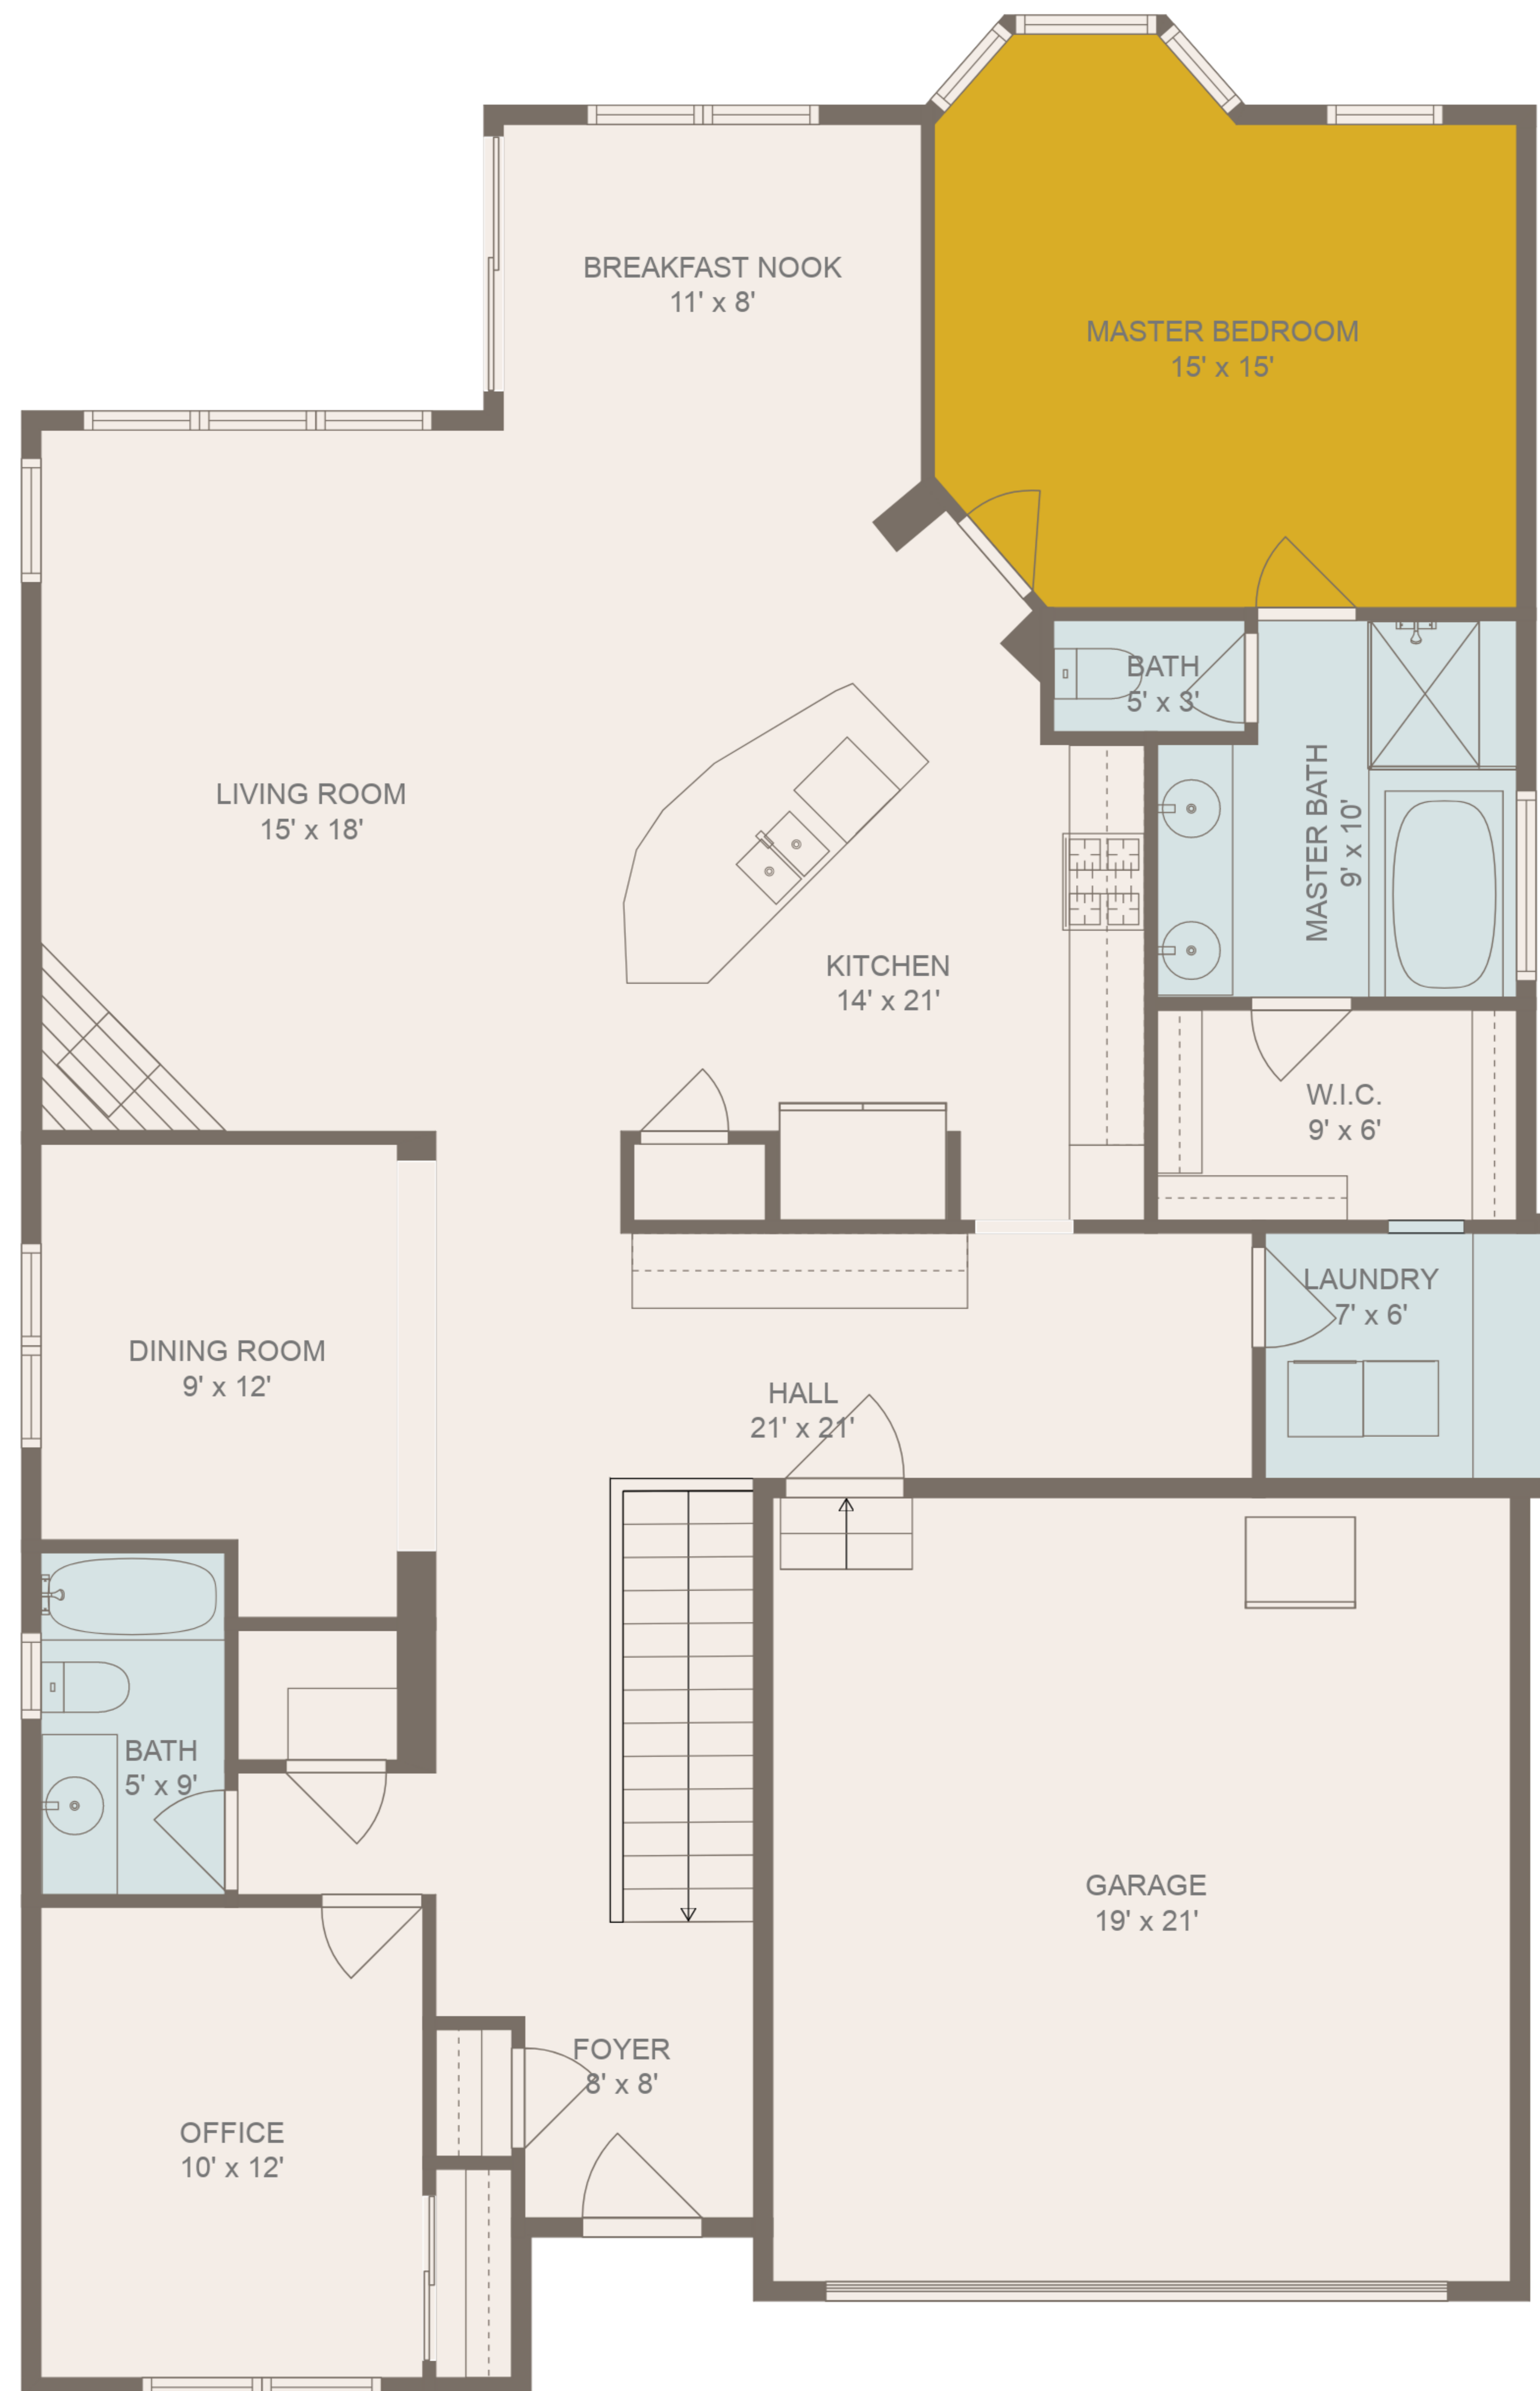 BREAKFAST NOOK
11' x 8'
MASTER BEDROOM
15' x 15'
BATH
5' x 3'
LIVING ROOM
15' x 18'
MASTER BATH
9' x 10'
KITCHEN
14' x 21'
W.I.C.
9' x 6'
LAUNDRY
7' x 6'
DINING ROOM
9' x 12'
HALL
21' x 21'
BATH
5' x 9'
GARAGE
19' x 21'
FOYER
8' x 8'
OFFICE
10' x 12'